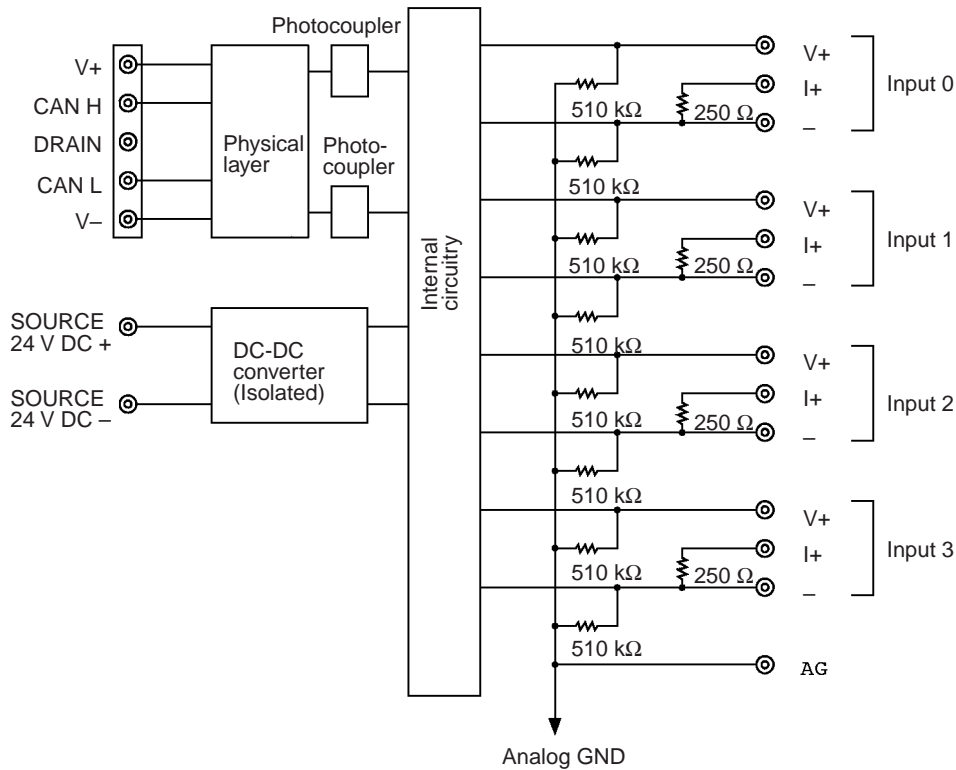 Photocoupler
V+
CAN H
DRAIN
CAN L
V–
Physical
layer
Photo-
coupler
SOURCE
24 V DC +
SOURCE
24 V DC –
DC-DC
converter
(Isolated)
Internal
circuitry
510 kΩ
250 Ω
V+
I+
–
Input 0
510 kΩ
510 kΩ
250 Ω
V+
I+
–
Input 1
510 kΩ
510 kΩ
250 Ω
V+
I+
–
Input 2
510 kΩ
510 kΩ
250 Ω
V+
I+
–
Input 3
510 kΩ
AG
Analog GND